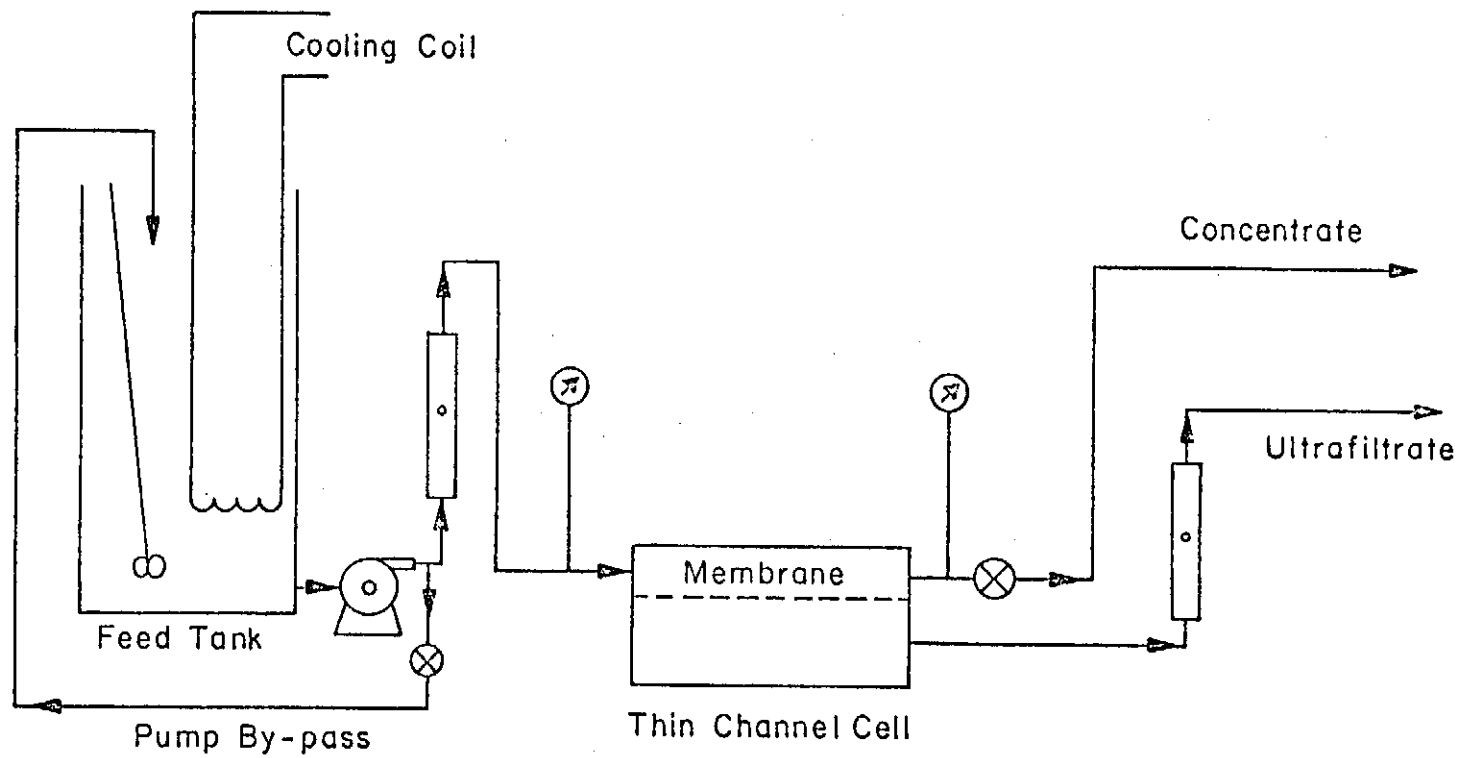 Cooling Coil
Concentrate
Ultrafiltrate
Membrane
Feed Tank
Thin Channel Cell
Pump By-pass